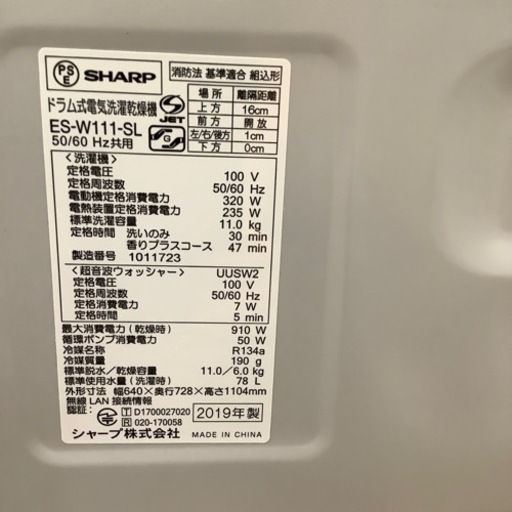 PSE SHARP
ドラム式電気洗濯乾燥機
ES-W111-SL
50/60 Hz共用
S JET
消防法 基準適合 組込形
場所 離隔距離
上方 16cm
前方 開放
左/右/後方 1cm
下方 0cm
<洗濯機>
定格電圧 100 V
定格周波数 50/60 Hz
電動機定格消費電力 320 W
電熱装置定格消費電力 235 W
標準洗濯容量 11.0 kg
定格時間 洗いのみ 30 min
香りプラスコース 47 min
製造番号 1011723
<超音波ウォッシャー> UUSW2
定格電圧 100 V
定格周波数 50/60 Hz
定格消費電力 7 W
定格時間 5 min
最大消費電力(乾燥時) 910 W
循環ポンプ消費電力 50 W
冷媒名称 R134a
冷媒質量 190 g
標準脱水/乾燥容量 11.0/6.0 kg
標準使用水量(洗濯時) 78 L
外形寸法 幅640×奥行728×高さ1104mm
無線LAN接続情報
認証: T D1700027020
R 020-170058
2019年製
シャープ株式会社 MADE IN CHINA